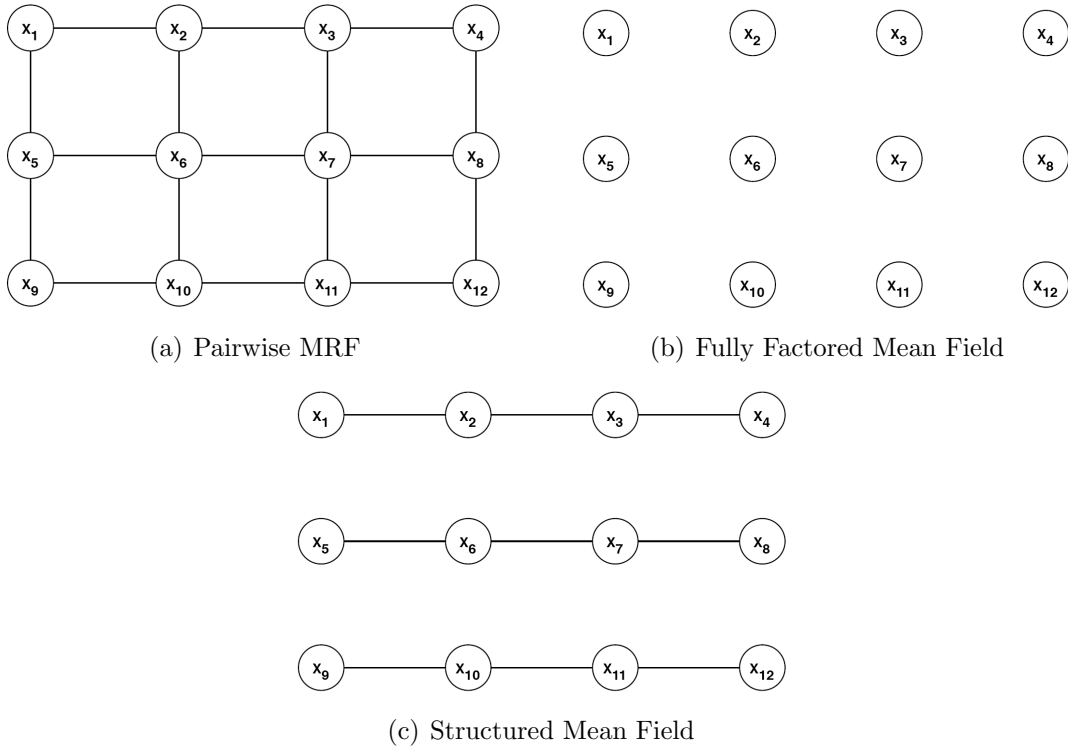 x1 x2 x3 x4 x1 x2 x3 x4
x5 x6 x7 x8 x5 x6 x7 x8
x9 x10 x11 x12 x9 x10 x11 x12
(a) Pairwise MRF (b) Fully Factored Mean Field
x1 x2 x3 x4
x5 x6 x7 x8
x9 x10 x11 x12
(c) Structured Mean Field